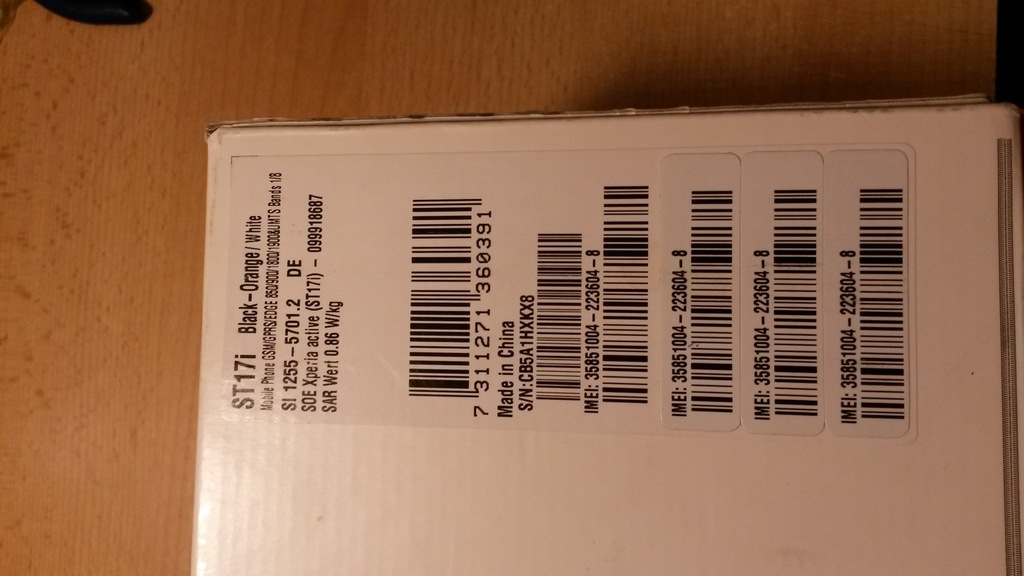 ST17i Black-Orange/White
Mobile Phone GSM/GPRS/EDGE 850/900/1800/1900&UMTS Bands 1/8
SI 1255-5701.2 DE
SOE Xperia active (ST17i) - 099918687
SAR Wert 0.86 W/kg
7 311271 360391
Made in China
S/N:CB5A1HXKX8
IMEI: 35851004-223604-8
IMEI: 35851004-223604-8
IMEI: 35851004-223604-8
IMEI: 35851004-223604-8